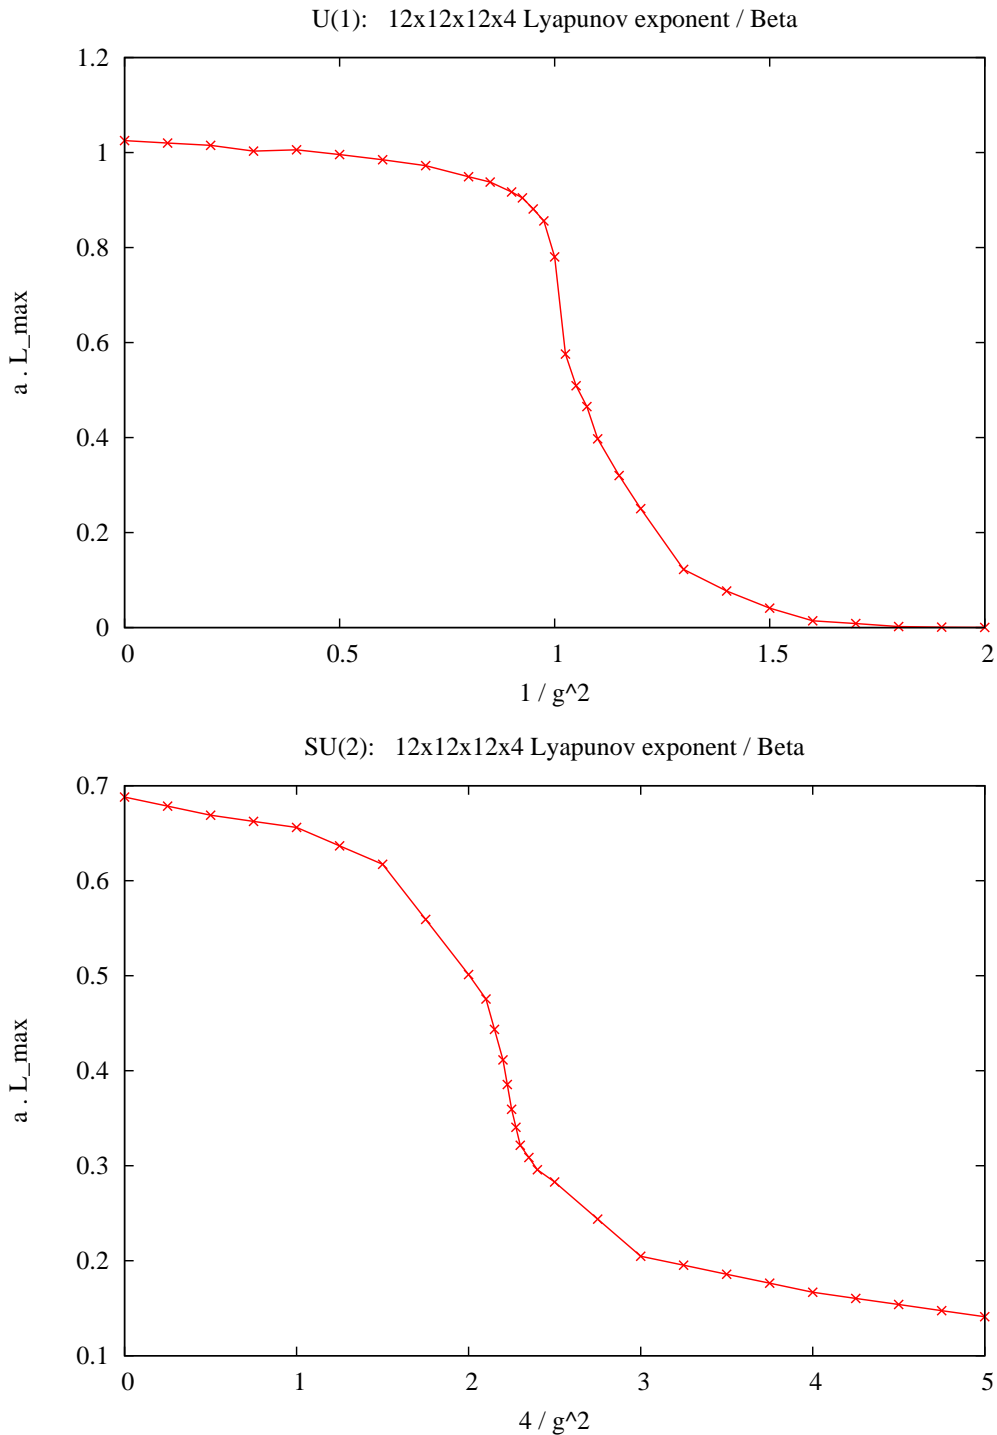 U(1): 12x12x12x4 Lyapunov exponent / Beta
1.2
1
0.8
0.6
0.4
0.2
0
a . L_max
0 0.5 1 1.5 2
1 / g^2
SU(2): 12x12x12x4 Lyapunov exponent / Beta
0.7
0.6
0.5
0.4
0.3
0.2
0.1
a . L_max
0 1 2 3 4 5
4 / g^2